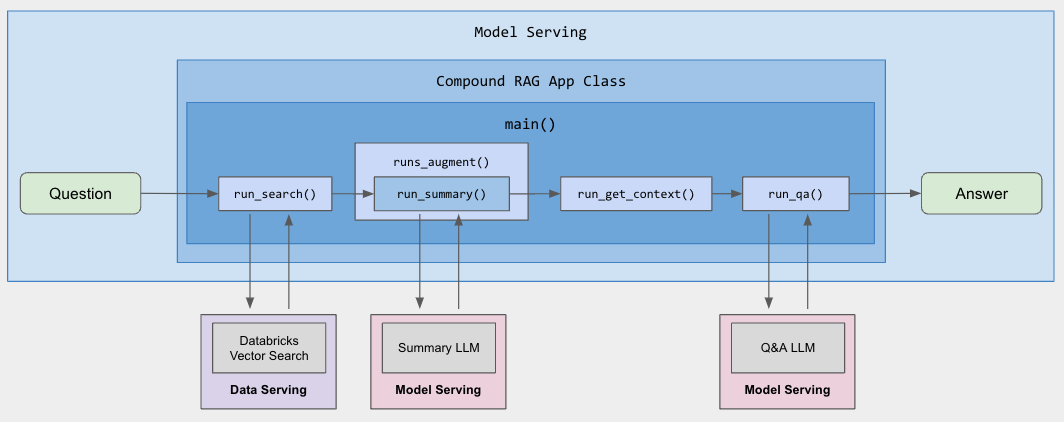 Model Serving
Compound RAG App Class
main()
runs_augment()
Question
run_search()
run_summary()
run_get_context()
run_qa()
Answer
Databricks
Vector Search
Data Serving
Summary LLM
Model Serving
Q&A LLM
Model Serving